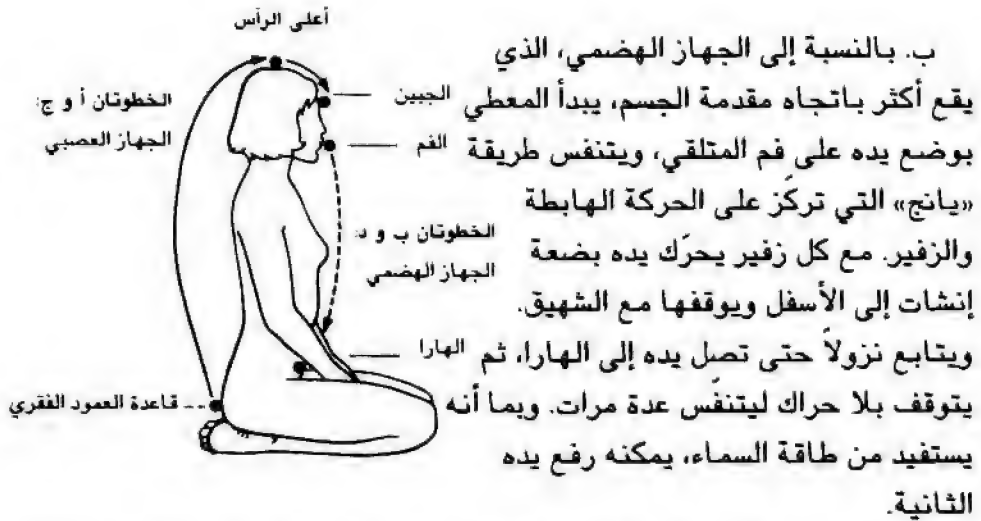 ب. بالنسبة إلى الجهاز الهضمي، الذي
يقع أكثر باتجاه مقدمة الجسم، يبدأ المعطي
بوضع يده على فم المتلقي، ويتنفس طريقة
«يانج» التي تركّز على الحركة الهابطة
والزفير. مع كل زفير يحرّك يده بضعة
إنشات إلى الأسفل ويوقفها مع الشهيق.
ويتابع نزولاً حتى تصل يده إلى الهارا، ثم
يتوقف بلا حراك ليتنفّس عدة مرات. وبما أنه
يستفيد من طاقة السماء، يمكنه رفع يده
الثانية.
أعلى الرأس
الجبين
الخطوتان أ و ج:
الجهاز العصبي
الفم
الخطوتان ب و د:
الجهاز الهضمي
الهارا
قاعدة العمود الفقري